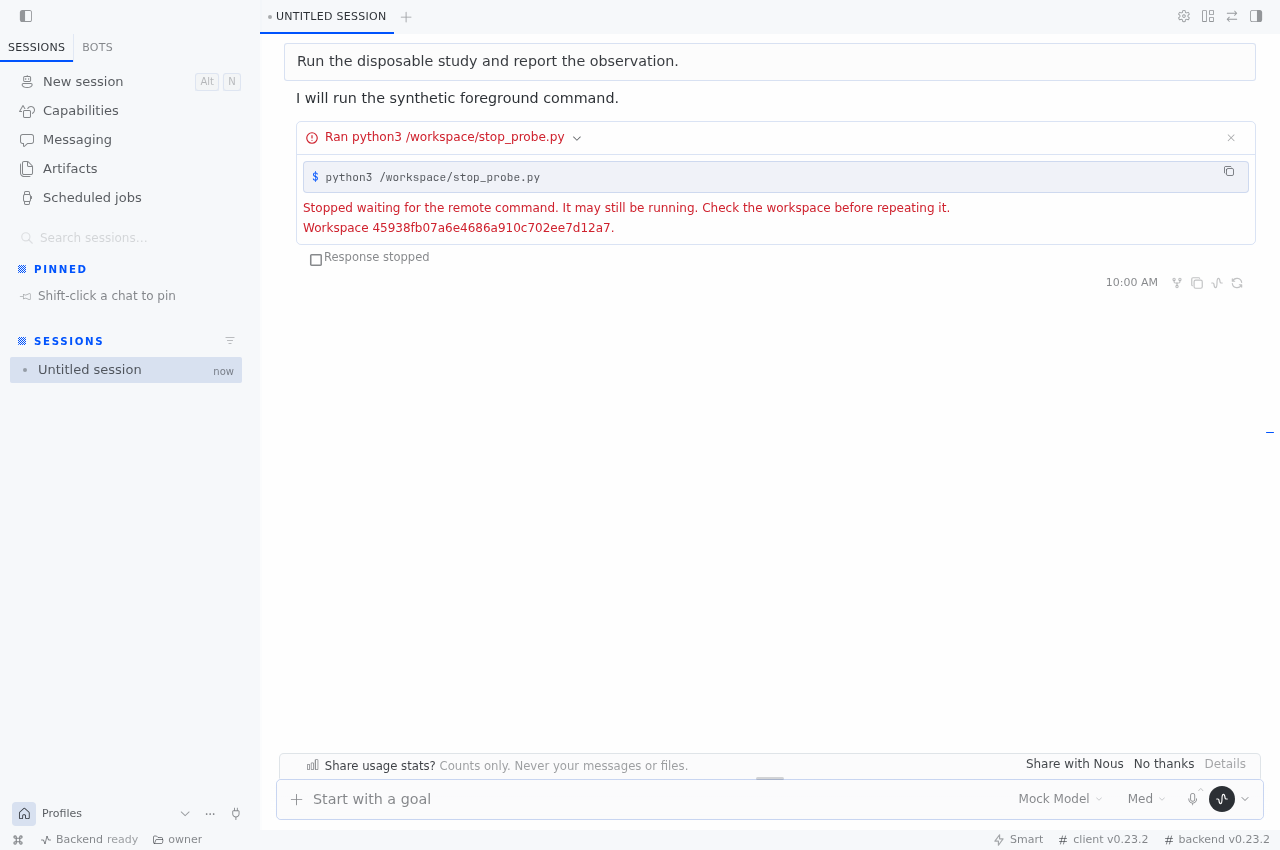 UNTITLED SESSION
SESSIONS
BOTS
New session
Alt N
Capabilities
Messaging
Artifacts
Scheduled jobs
Search sessions...
PINNED
Shift-click a chat to pin
SESSIONS
Untitled session
now
Run the disposable study and report the observation.
I will run the synthetic foreground command.
Ran python3 /workspace/stop_probe.py
$ python3 /workspace/stop_probe.py
Stopped waiting for the remote command. It may still be running. Check the workspace before repeating it.
Workspace 45938fb07a6e4686a910c702ee7d12a7.
Response stopped
10:00 AM
Share usage stats? Counts only. Never your messages or files.
Share with Nous
No thanks
Details
Start with a goal
Mock Model
Med
Profiles
Backend ready
owner
Smart
client v0.23.2
backend v0.23.2